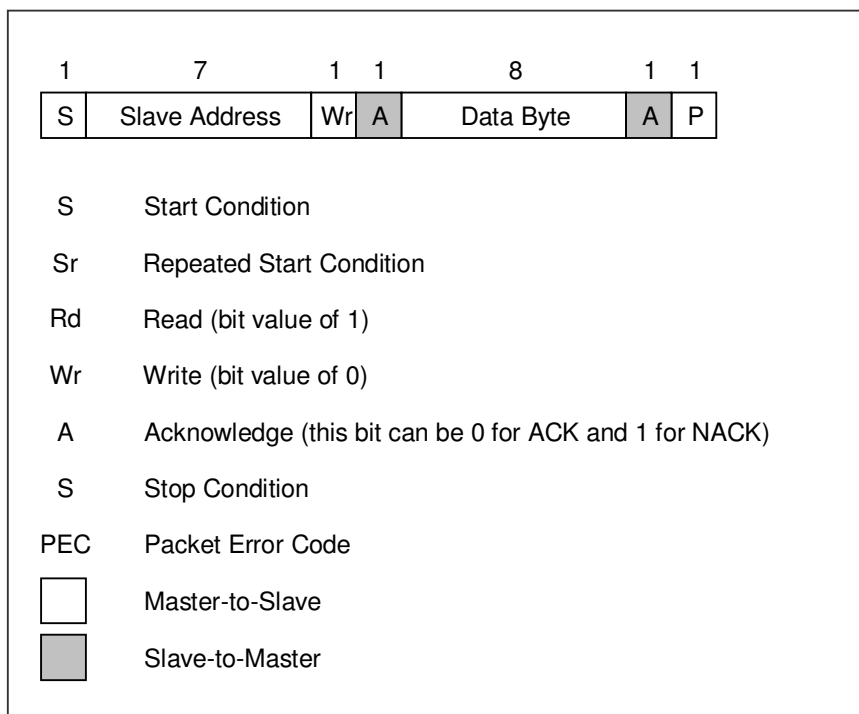 1 7 1 1 8 1 1
S Slave Address Wr A Data Byte A P
S Start Condition
Sr Repeated Start Condition
Rd Read (bit value of 1)
Wr Write (bit value of 0)
A Acknowledge (this bit can be 0 for ACK and 1 for NACK)
S Stop Condition
PEC Packet Error Code
Master-to-Slave
Slave-to-Master